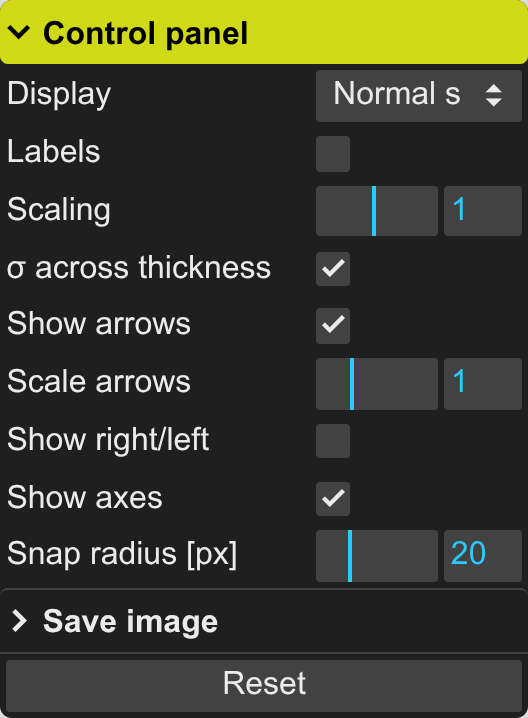 Control panel
Display Normal s
Labels
Scaling 1
σ across thickness
Show arrows
Scale arrows 1
Show right/left
Show axes
Snap radius [px] 20
Save image
Reset